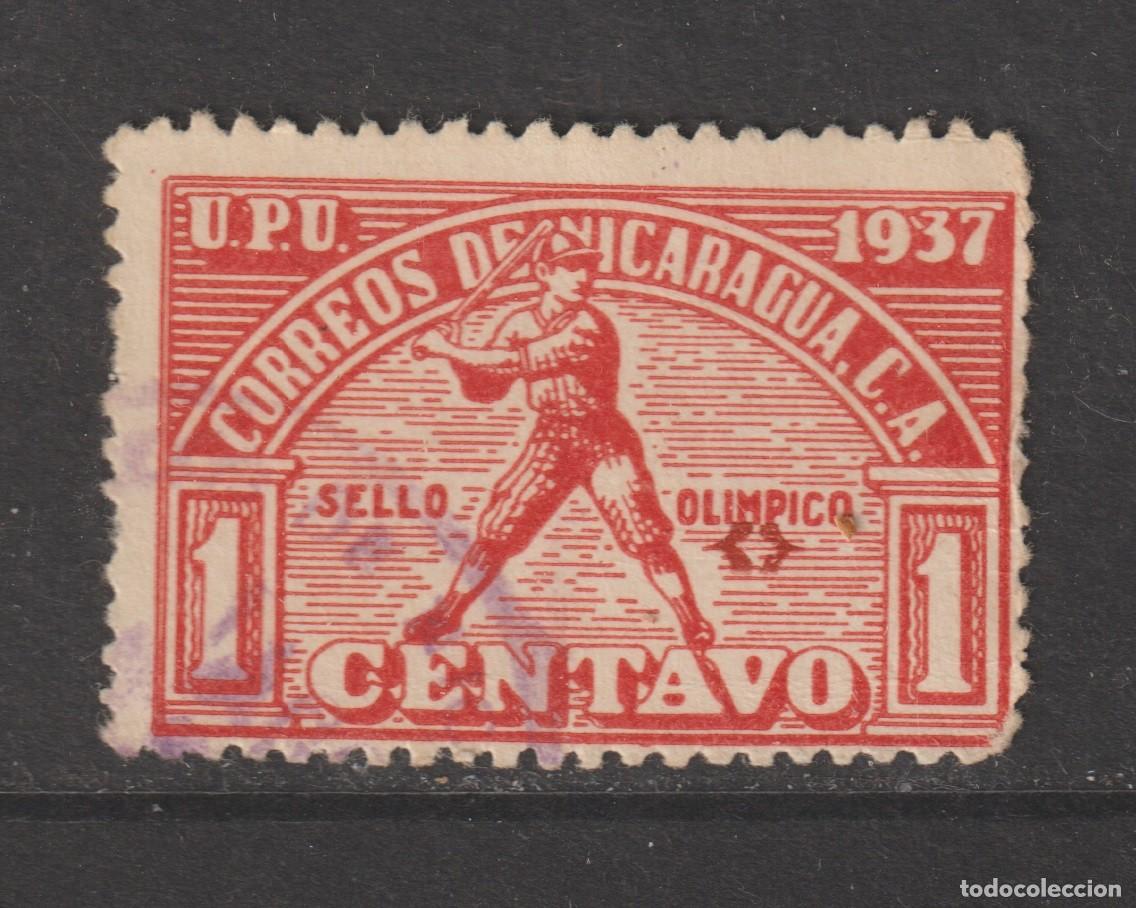 U.P.U. 1937
CORREOS DE NICARAGUA. C.A.
SELLO OLIMPICO
1 1
CENTAVO
todocoleccion